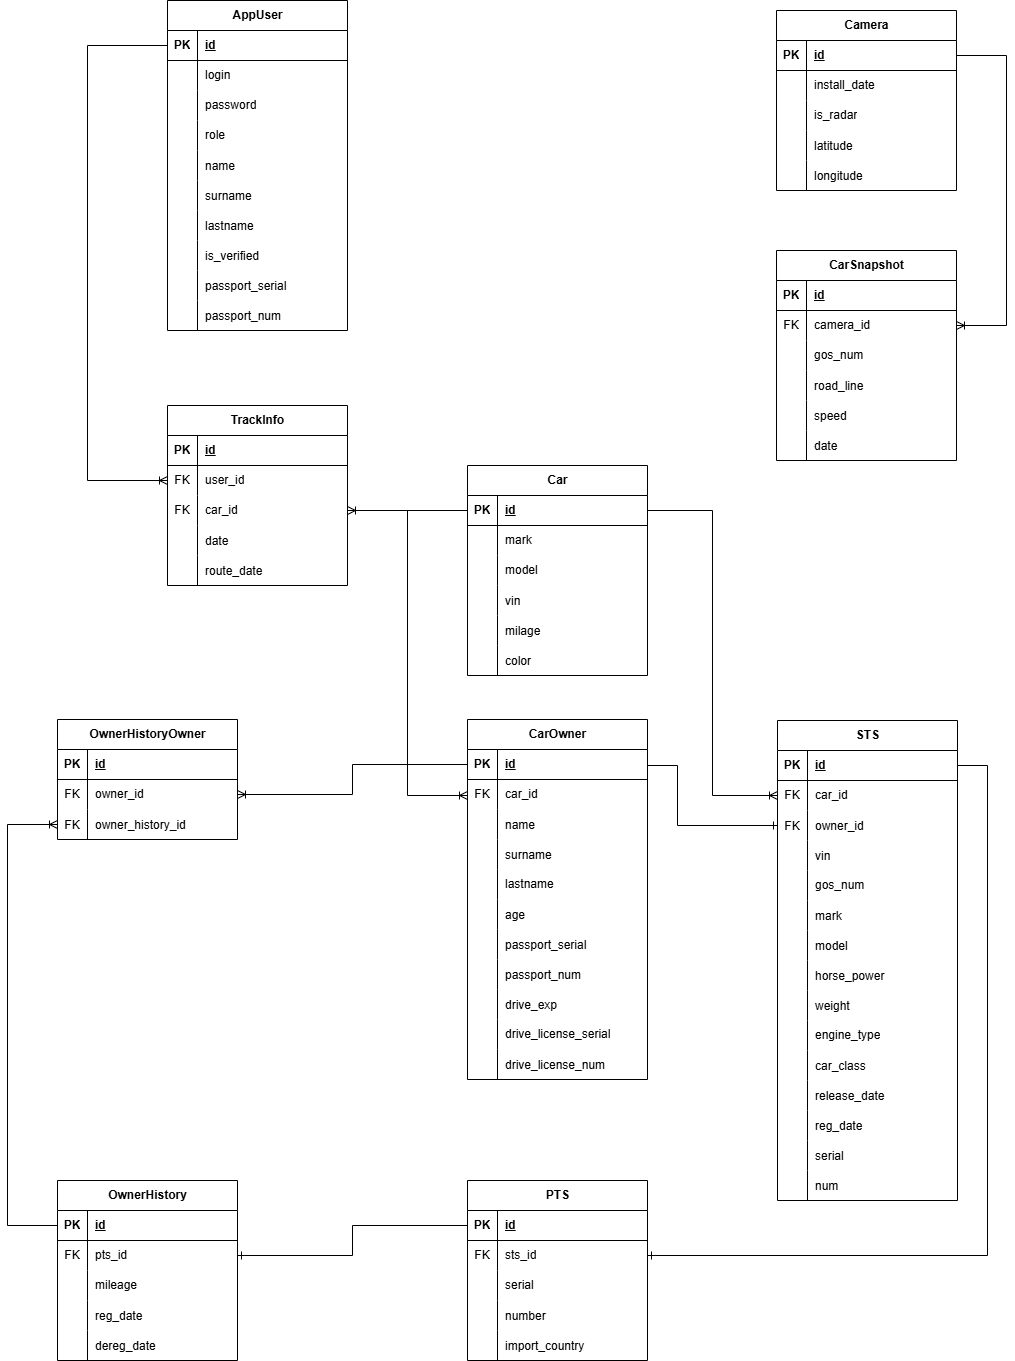 AppUser
PK id
login
password
role
name
surname
lastname
is_verified
passport_serial
passport_num
Camera
PK id
install_date
is_radar
latitude
longitude
CarSnapshot
PK id
FK camera_id
gos_num
road_line
speed
date
TrackInfo
PK id
FK user_id
FK car_id
date
route_date
Car
PK id
mark
model
vin
milage
color
OwnerHistoryOwner
PK id
FK owner_id
FK owner_history_id
CarOwner
PK id
FK car_id
name
surname
lastname
age
passport_serial
passport_num
drive_exp
drive_license_serial
drive_license_num
STS
PK id
FK car_id
FK owner_id
vin
gos_num
mark
model
horse_power
weight
engine_type
car_class
release_date
reg_date
serial
num
OwnerHistory
PK id
FK pts_id
mileage
reg_date
dereg_date
PTS
PK id
FK sts_id
serial
number
import_country